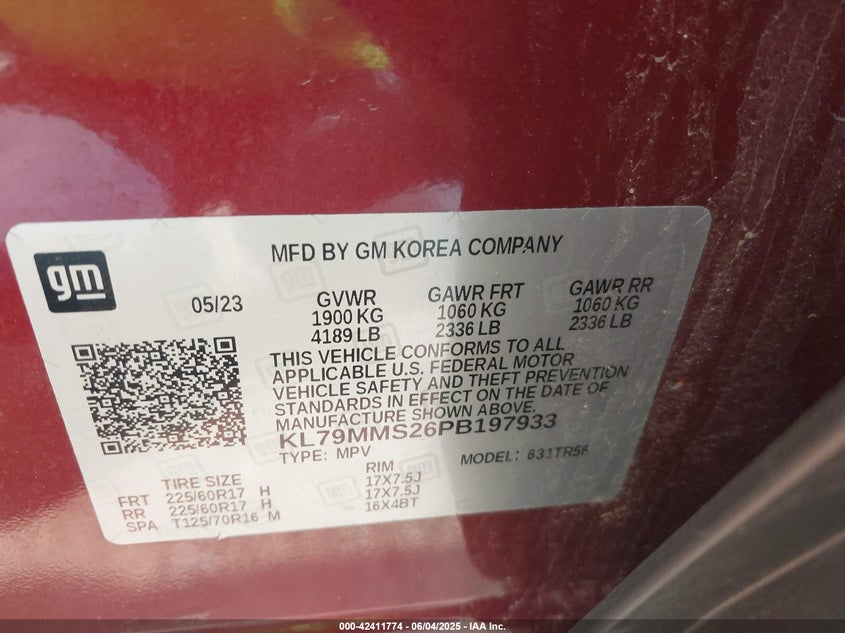 gm
MFD BY GM KOREA COMPANY
05/23
GVWR
1900 KG
4189 LB
GAWR FRT
1060 KG
2336 LB
GAWR RR
1060 KG
2336 LB
THIS VEHICLE CONFORMS TO ALL
APPLICABLE U.S. FEDERAL MOTOR
VEHICLE SAFETY AND THEFT PREVENTION
STANDARDS IN EFFECT ON THE DATE OF
MANUFACTURE SHOWN ABOVE.
KL79MMS26PB197933
TYPE: MPV
MODEL: 631TR56
TIRE SIZE
RIM
FRT 225/60R17 H 17X7.5J
RR 225/60R17 H 17X7.5J
SPA T125/70R16 M 16X4BT
000-42411774 - 06/04/2025 - IAA Inc.